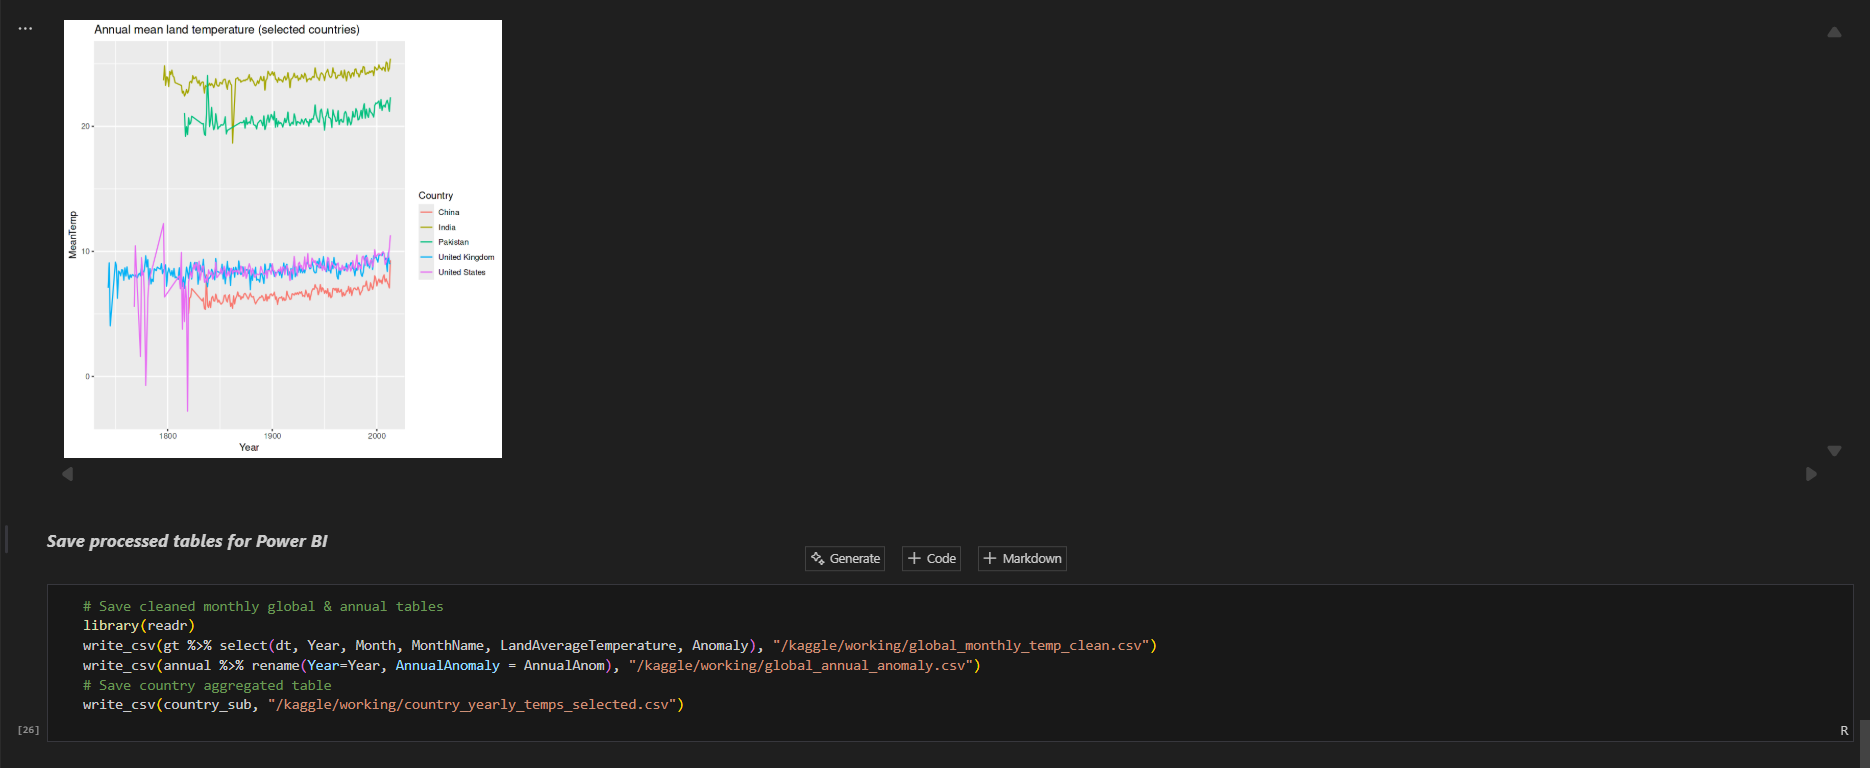 ...
Annual mean land temperature (selected countries)
MeanTemp
20
10
0
1800
1900
2000
Year
Country
China
India
Pakistan
United Kingdom
United States
Save processed tables for Power BI
Generate
+ Code
+ Markdown
# Save cleaned monthly global & annual tables
library(readr)
write_csv(gt %>% select(dt, Year, Month, MonthName, LandAverageTemperature, Anomaly), "/kaggle/working/global_monthly_temp_clean.csv")
write_csv(annual %>% rename(Year=Year, AnnualAnomaly = AnnualAnom), "/kaggle/working/global_annual_anomaly.csv")
# Save country aggregated table
write_csv(country_sub, "/kaggle/working/country_yearly_temps_selected.csv")
[26]
R